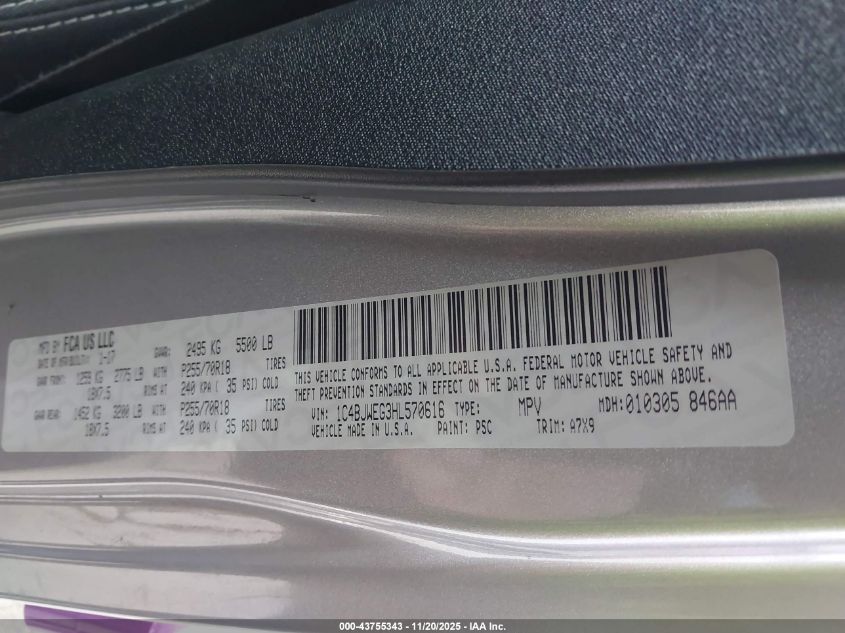 MFD BY FCA US LLC
DATE OF MFR 1-17 GVWR: 2495 KG 5500 LB
GAWR FRONT: 1259 KG 2775 LB WITH P255/70R18 TIRES
18X7.5 RIMS AT 240 KPA ( 35 PSI) COLD
GAWR REAR: 1452 KG 3200 LB WITH P255/70R18 TIRES
18X7.5 RIMS AT 240 KPA ( 35 PSI) COLD
THIS VEHICLE CONFORMS TO ALL APPLICABLE U.S.A. FEDERAL MOTOR VEHICLE SAFETY AND
THEFT PREVENTION STANDARDS IN EFFECT ON THE DATE OF MANUFACTURE SHOWN ABOVE.
VIN: 1C4BJWEG3HL570616 TYPE: MPV MDH:010305 846AA
VEHICLE MADE IN U.S.A. PAINT: PSC TRIM: A7X9
000-43755343 - 11/20/2025 - IAA Inc.